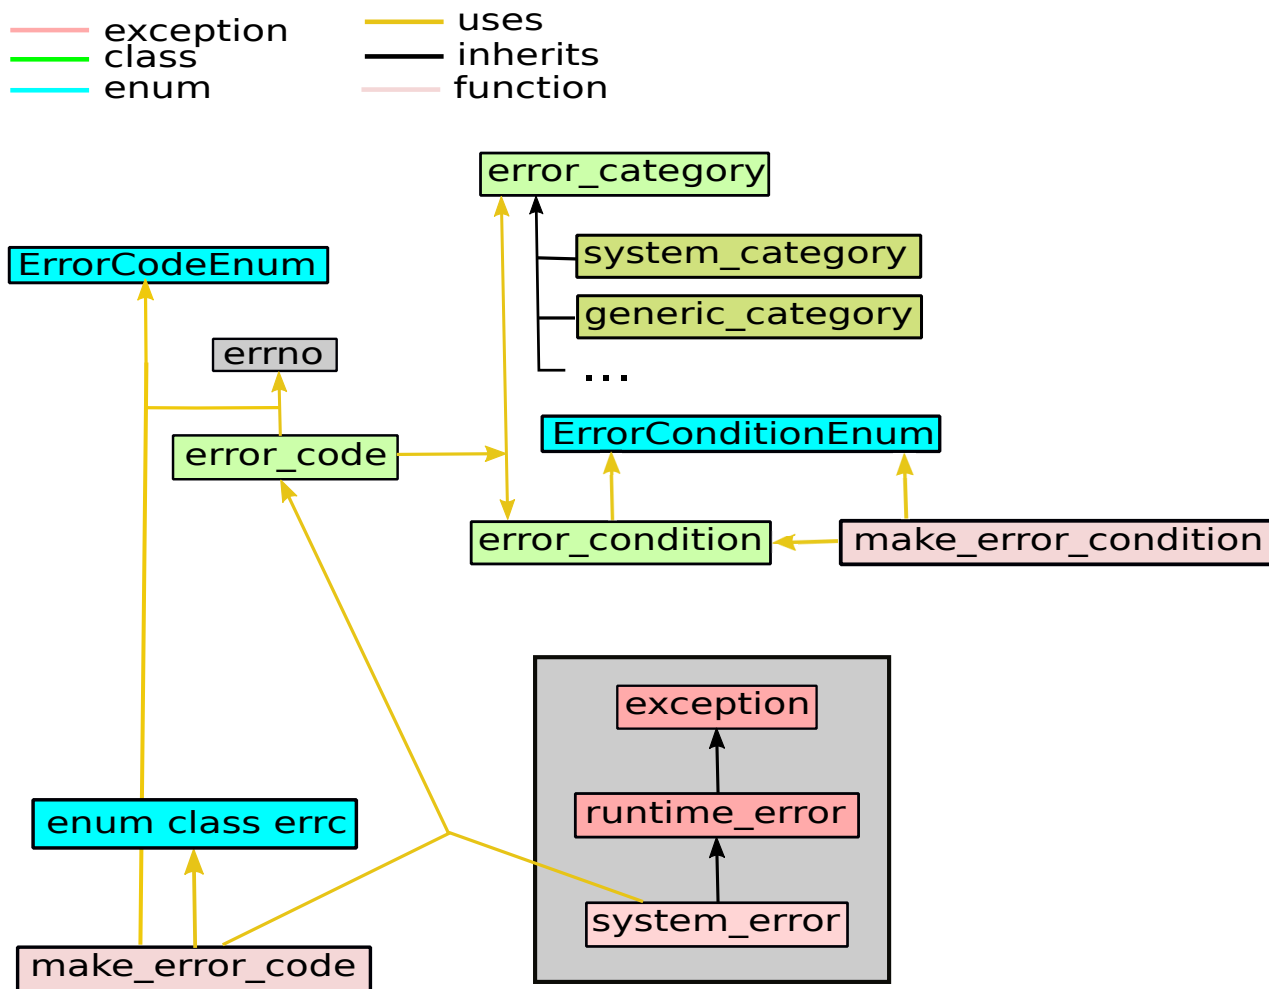 exception
class
enum
uses
inherits
function
error_category
system_category
generic_category
...
ErrorCodeEnum
errno
error_code
ErrorConditionEnum
error_condition
make_error_condition
exception
runtime_error
system_error
enum class errc
make_error_code